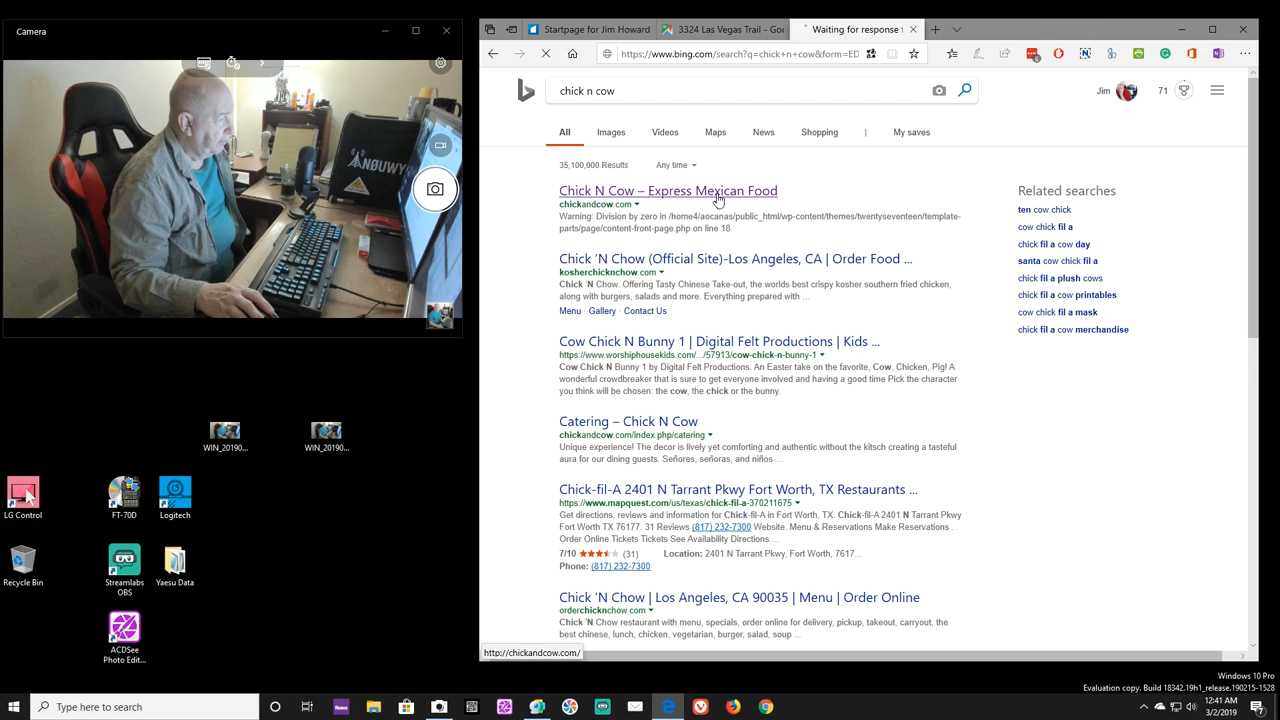 Camera
ANOUWY
Startpage for Jim Howard
3324 Las Vegas Trail - Goo
Waiting for response f
https://www.bing.com/search?q=chick+n+cow&form=ED
chick n cow
Jim
71
All
Images
Videos
Maps
News
Shopping
My saves
35,100,000 Results
Any time
Chick N Cow – Express Mexican Food
chickandcow.com
Warning: Division by zero in /home4/aocanas/public_html/wp-content/themes/twentyseventeen/template-
parts/page/content-front-page.php on line 18
Chick 'N Chow (Official Site)-Los Angeles, CA | Order Food ...
kosherchicknchow.com
Chick 'N Chow. Offering Tasty Chinese Take-out, the worlds best crispy kosher southern fried chicken,
along with burgers, salads and more. Everything prepared with ...
Menu · Gallery · Contact Us
Cow Chick N Bunny 1 | Digital Felt Productions | Kids ...
https://www.worshiphousekids.com/.../57913/cow-chick-n-bunny-1
Cow Chick N Bunny 1 by Digital Felt Productions. An Easter take on the favorite, Cow, Chicken, Pig! A
wonderful crowdbreaker that is sure to get everyone involved and having a good time Pick the character
you think will be chosen: the cow, the chick or the bunny.
Catering – Chick N Cow
chickandcow.com/index.php/catering
Unique experience! The decor is lively yet comforting and authentic without the kitsch creating a tasteful
aura for our dining guests. Señores, señoras, and niños ...
Chick-fil-A 2401 N Tarrant Pkwy Fort Worth, TX Restaurants ...
https://www.mapquest.com/us/texas/chick-fil-a-370211675
Get directions, reviews and information for Chick-fil-A in Fort Worth, TX. Chick-fil-A 2401 N Tarrant Pkwy
Fort Worth TX 76177. 31 Reviews (817) 232-7300 Website. Menu & Reservations Make Reservations .
Order Online Tickets Tickets See Availability Directions ...
7/10 (31) Location: 2401 N Tarrant Pkwy, Fort Worth, 7617...
Phone: (817) 232-7300
Chick 'N Chow | Los Angeles, CA 90035 | Menu | Order Online
orderchicknchow.com
Chick 'N Chow restaurant with menu, specials, order online for delivery, pickup, takeout, carryout, the
best chinese, lunch, chicken, vegetarian, burger, salad, soup ...
http://chickandcow.com/
Related searches
ten cow chick
cow chick fil a
chick fil a cow day
santa cow chick fil a
chick fil a plush cows
chick fil a cow printables
cow chick fil a mask
chick fil a cow merchandise
WIN_20190...
WIN_20190...
LG Control
FT-70D
Logitech
Recycle Bin
Streamlabs
OBS
Yaesu Data
ACDSee
Photo Edit...
Windows 10 Pro
Evaluation copy. Build 18342.19h1_release.190215-1528
Type here to search
Roku
12:41 AM
3/2/2019
7